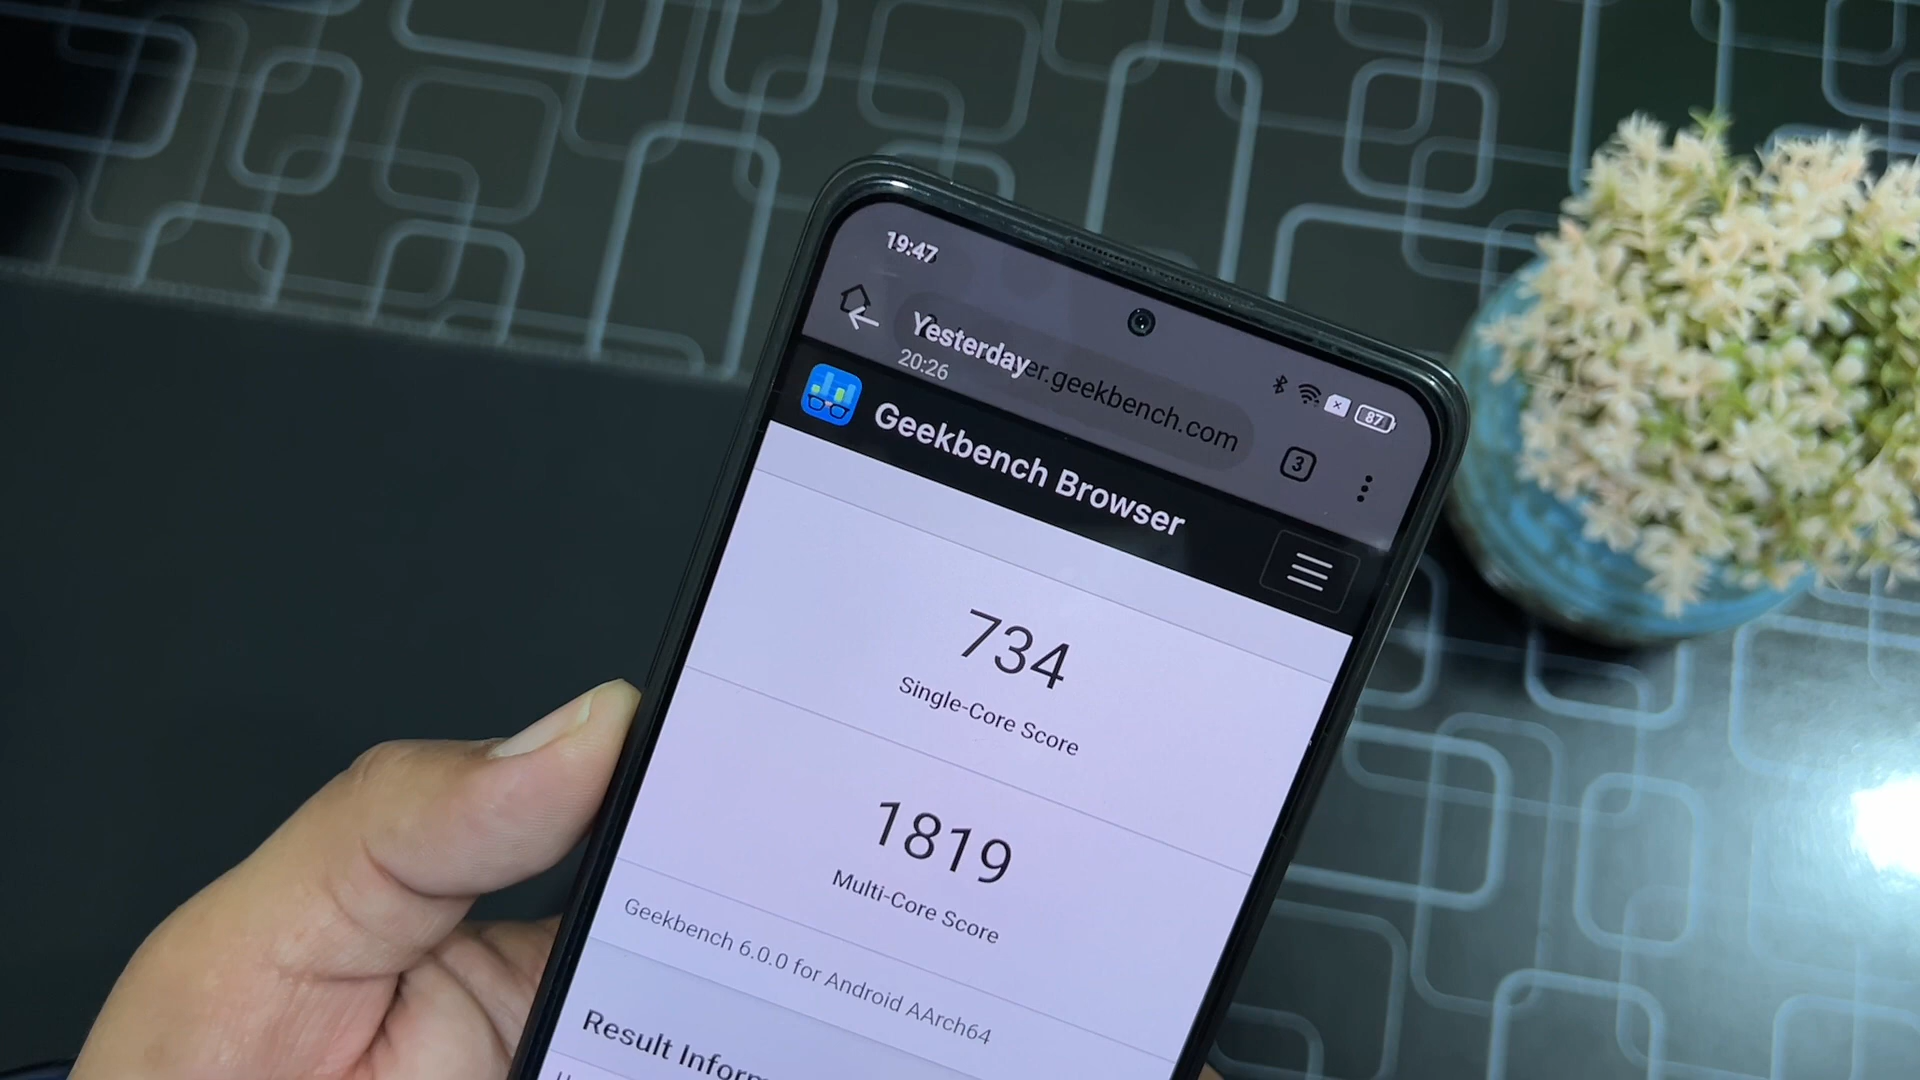 19:47
87
Yesterday
er.geekbench.com
3
20:26
Geekbench Browser
734
Single-Core Score
1819
Multi-Core Score
Geekbench 6.0.0 for Android AArch64
Result